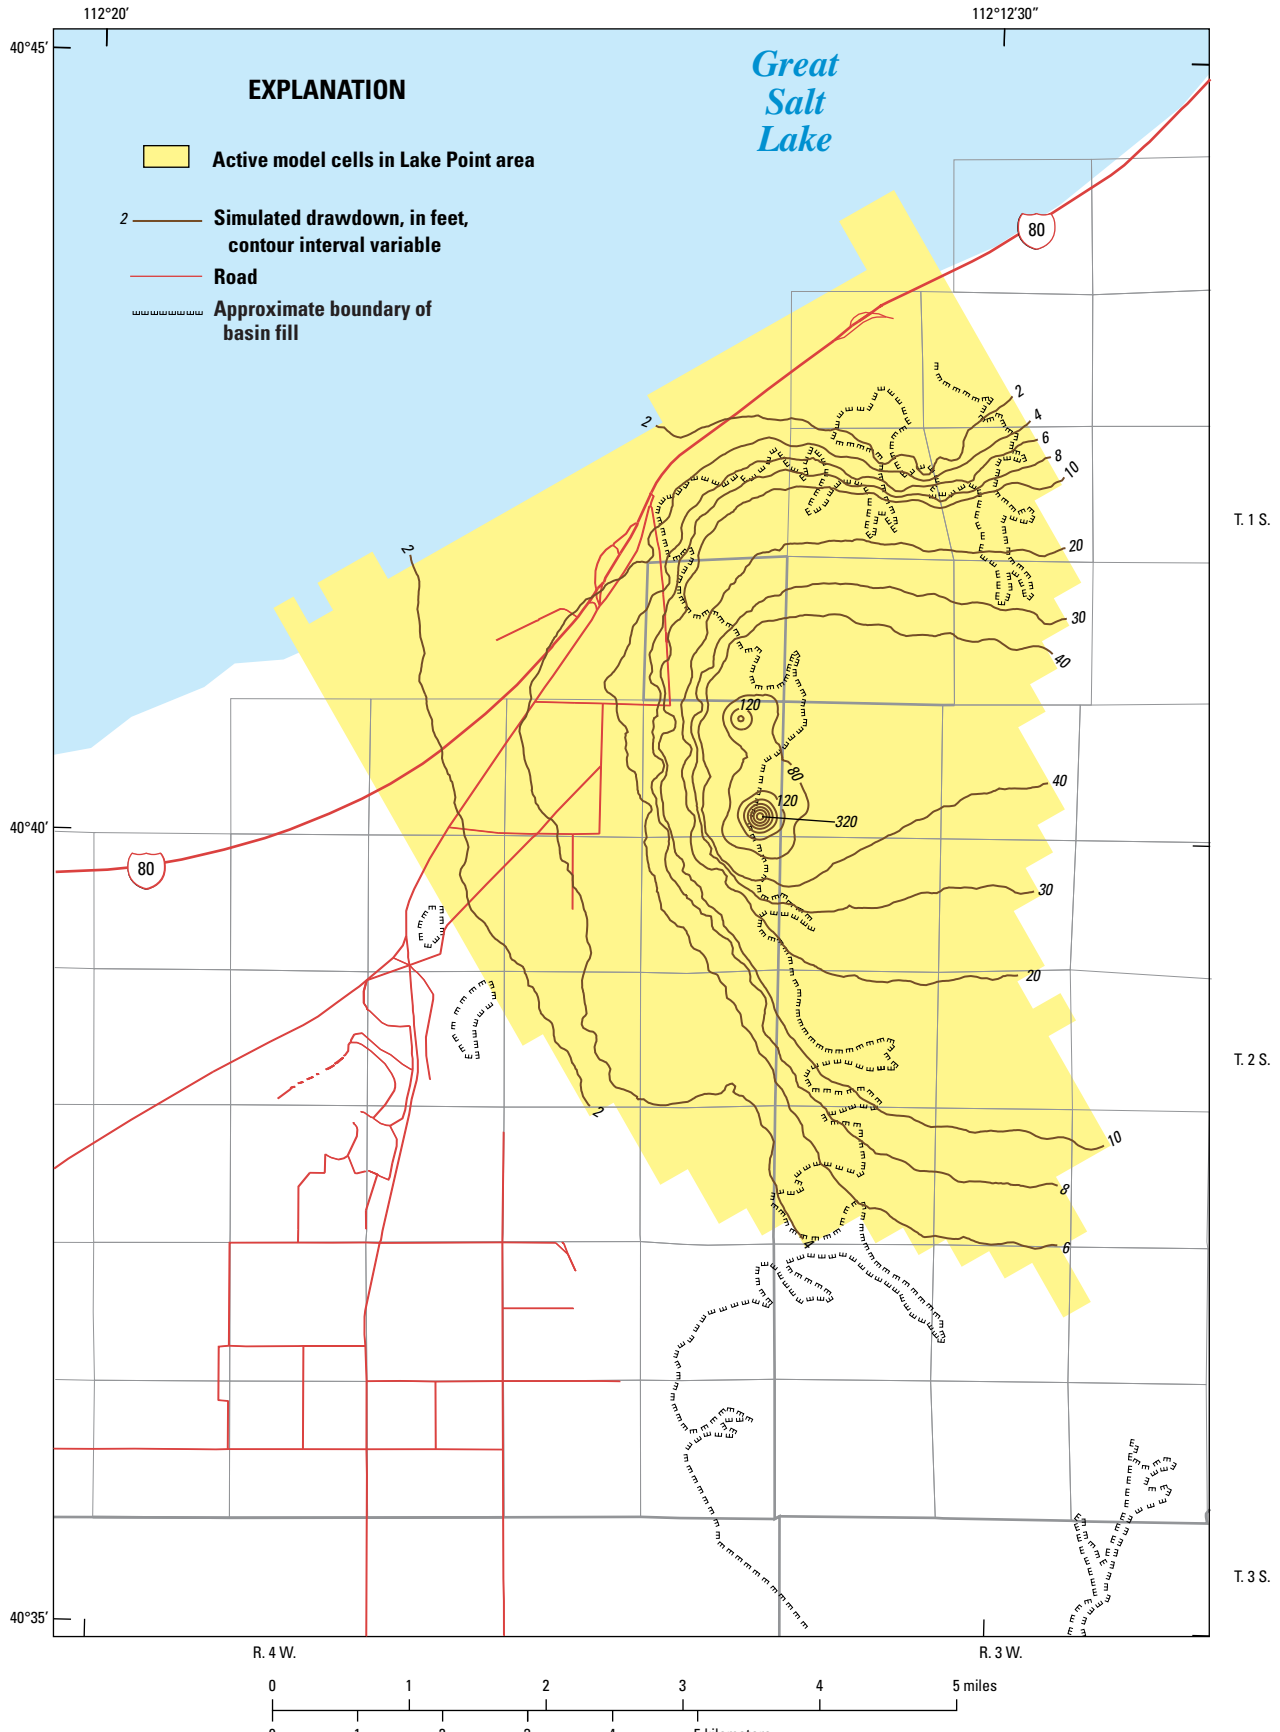 112°20′
112°12′30″
40°45′
Great
Salt
Lake
EXPLANATION
Active model cells in Lake Point area
2
Simulated drawdown, in feet,
contour interval variable
Road
Approximate boundary of
basin fill
80
2
2
4
6
8
10
T. 1 S.
2
20
30
40
120
80
40
120
320
40°40′
80
30
20
T. 2 S.
2
10
8
4
6
T. 3 S.
40°35′
R. 4 W.
R. 3 W.
0 1 2 3 4 5 miles